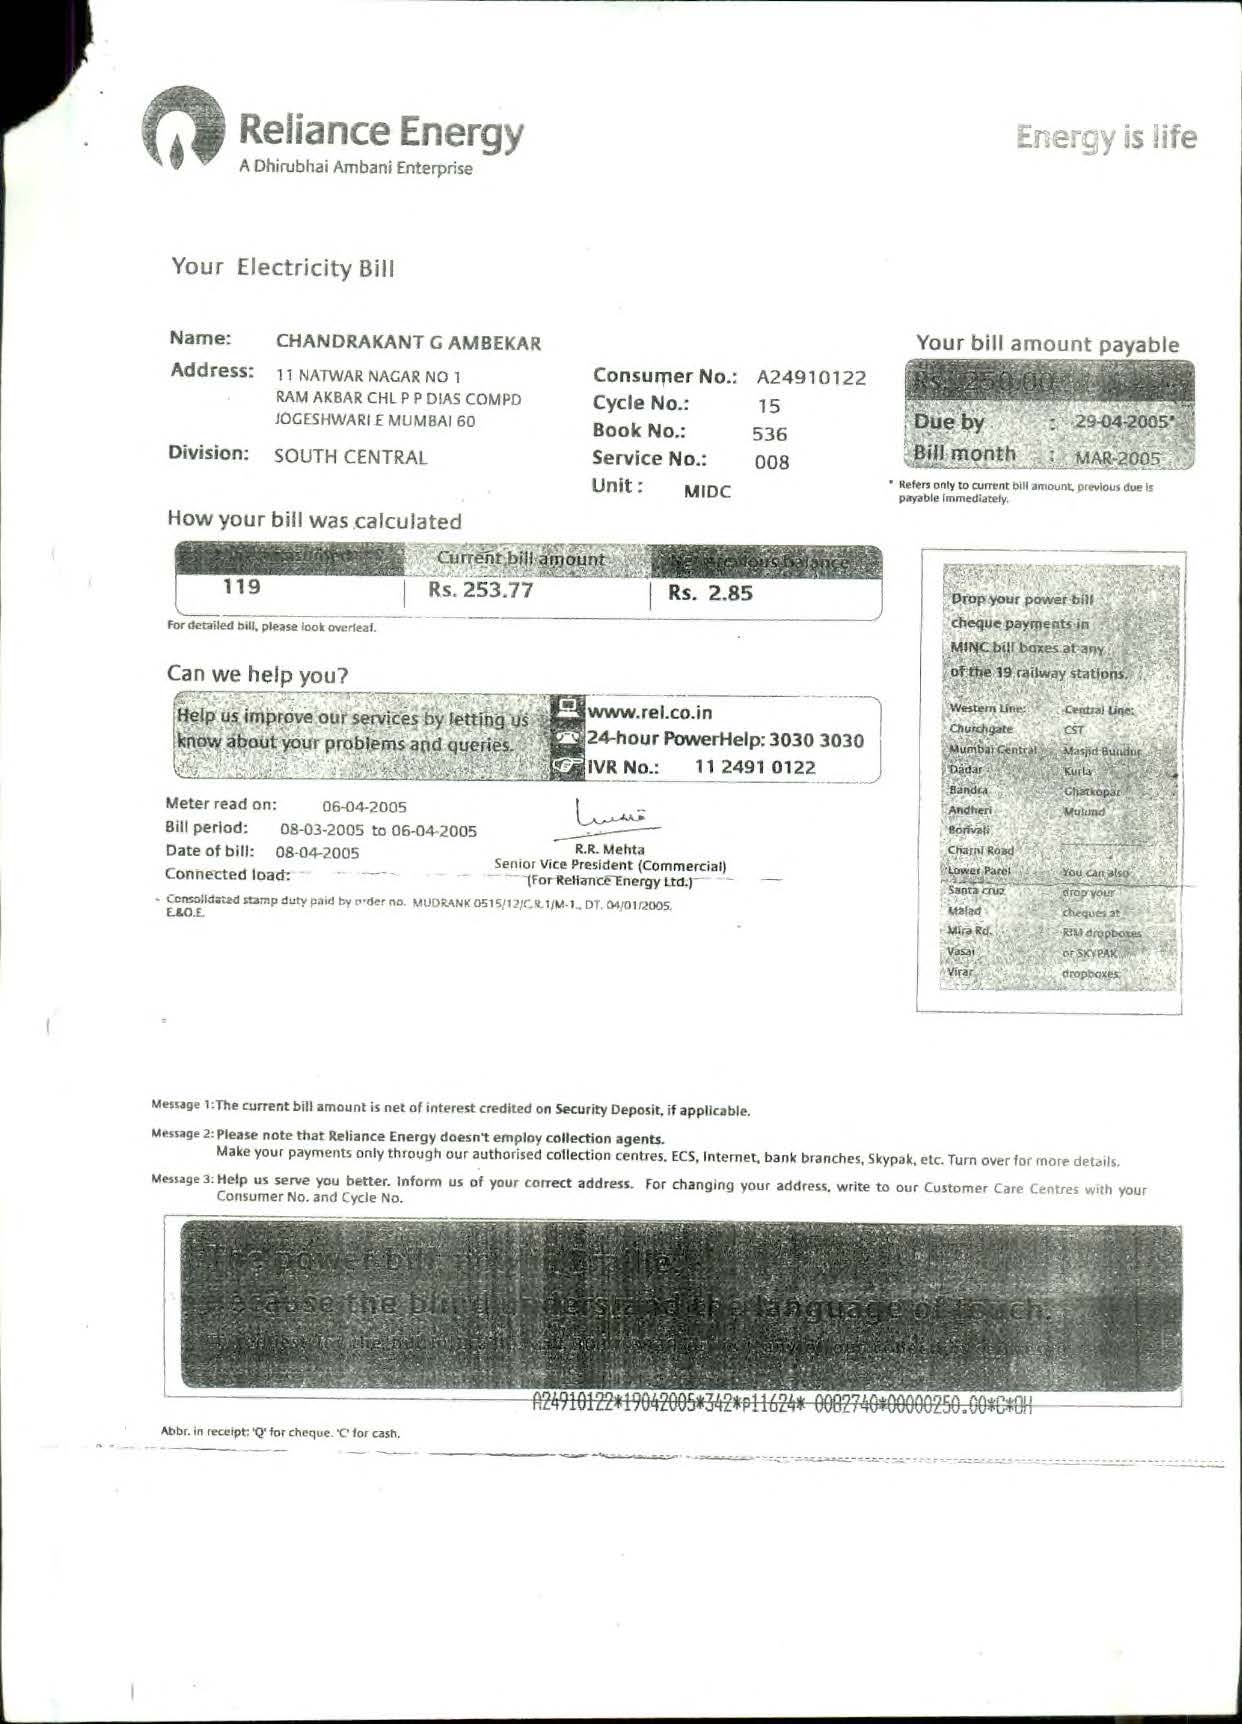 Reliance Energy
A Dhirubhai Ambani Enterprise
Energy is life
Your Electricity Bill
Name: CHANDRAKANT G AMBEKAR
Address: 11 NATWAR NAGAR NO 1
RAM AKBAR CHL P P DIAS COMPD
JOGESHWARI E MUMBAI 60
Division: SOUTH CENTRAL
Consumer No.: A24910122
Cycle No.: 15
Book No.: 536
Service No.: 008
Unit : MIDC
Your bill amount payable
Rs. 250.00
Due by : 29-04-2005*
Bill month : MAR-2005
* Refers only to current bill amount, previous due is
payable immediately.
How your bill was calculated
Current bill amount Net previous balance
119 Rs. 253.77 Rs. 2.85
For detailed bill, please look overleaf.
Can we help you?
Help us improve our services by letting us
know about your problems and queries.
www.rel.co.in
24-hour PowerHelp: 3030 3030
IVR No.: 11 2491 0122
Meter read on: 06-04-2005
Bill period: 08-03-2005 to 06-04-2005
Date of bill: 08-04-2005
Connected load:
R.R. Mehta
Senior Vice President (Commercial)
(For Reliance Energy Ltd.)
- Consolidated stamp duty paid by order no. MUDRANK 0515/12/C.R.1/M-1., DT. 04/01/2005.
E.&O.E.
Drop your power bill
cheque payments in
MINC bill boxes at any
of the 19 railway stations.
Western Line: Central Line:
Churchgate CST
Mumbai Central Masjid Bundur
Dadar Kurla
Bandra Ghatkopar
Andheri Mulund
Borivali
Charni Road
Lower Parel You can also
Santa cruz drop your
Malad cheques at
Mira Rd. RIM dropboxes
Vasai or SKYPAK
Virar dropboxes
Message 1:The current bill amount is net of interest credited on Security Deposit, if applicable.
Message 2: Please note that Reliance Energy doesn't employ collection agents.
Make your payments only through our authorised collection centres, ECS, Internet, bank branches, Skypak, etc. Turn over for more details.
Message 3: Help us serve you better. Inform us of your correct address. For changing your address, write to our Customer Care Centres with your
Consumer No. and Cycle No.
The power bill
Because the blind understand the language of touch.
A24910122*19042005*342*p11624* 0082740*00000250.00*C*OH
Abbr. in receipt: 'Q' for cheque. 'C' for cash.